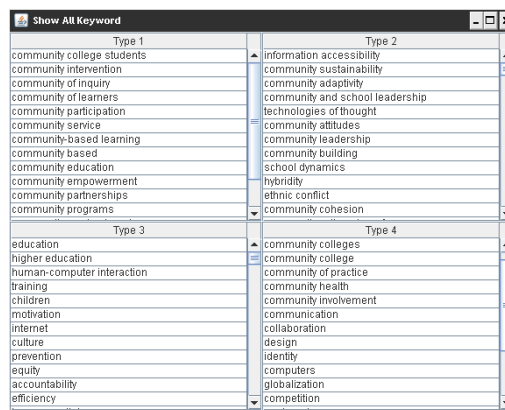 Show All Keyword
Type 1
community college students
community intervention
community of inquiry
community of learners
community participation
community service
community-based learning
community based
community education
community empowerment
community partnerships
community programs
Type 2
information accessibility
community sustainability
community adaptivity
community and school leadership
technologies of thought
community attitudes
community leadership
community building
school dynamics
hybridity
ethnic conflict
community cohesion
Type 3
education
higher education
human-computer interaction
training
children
motivation
internet
culture
prevention
equity
accountability
efficiency
Type 4
community colleges
community college
community of practice
community health
community involvement
communication
collaboration
design
identity
computers
globalization
competition